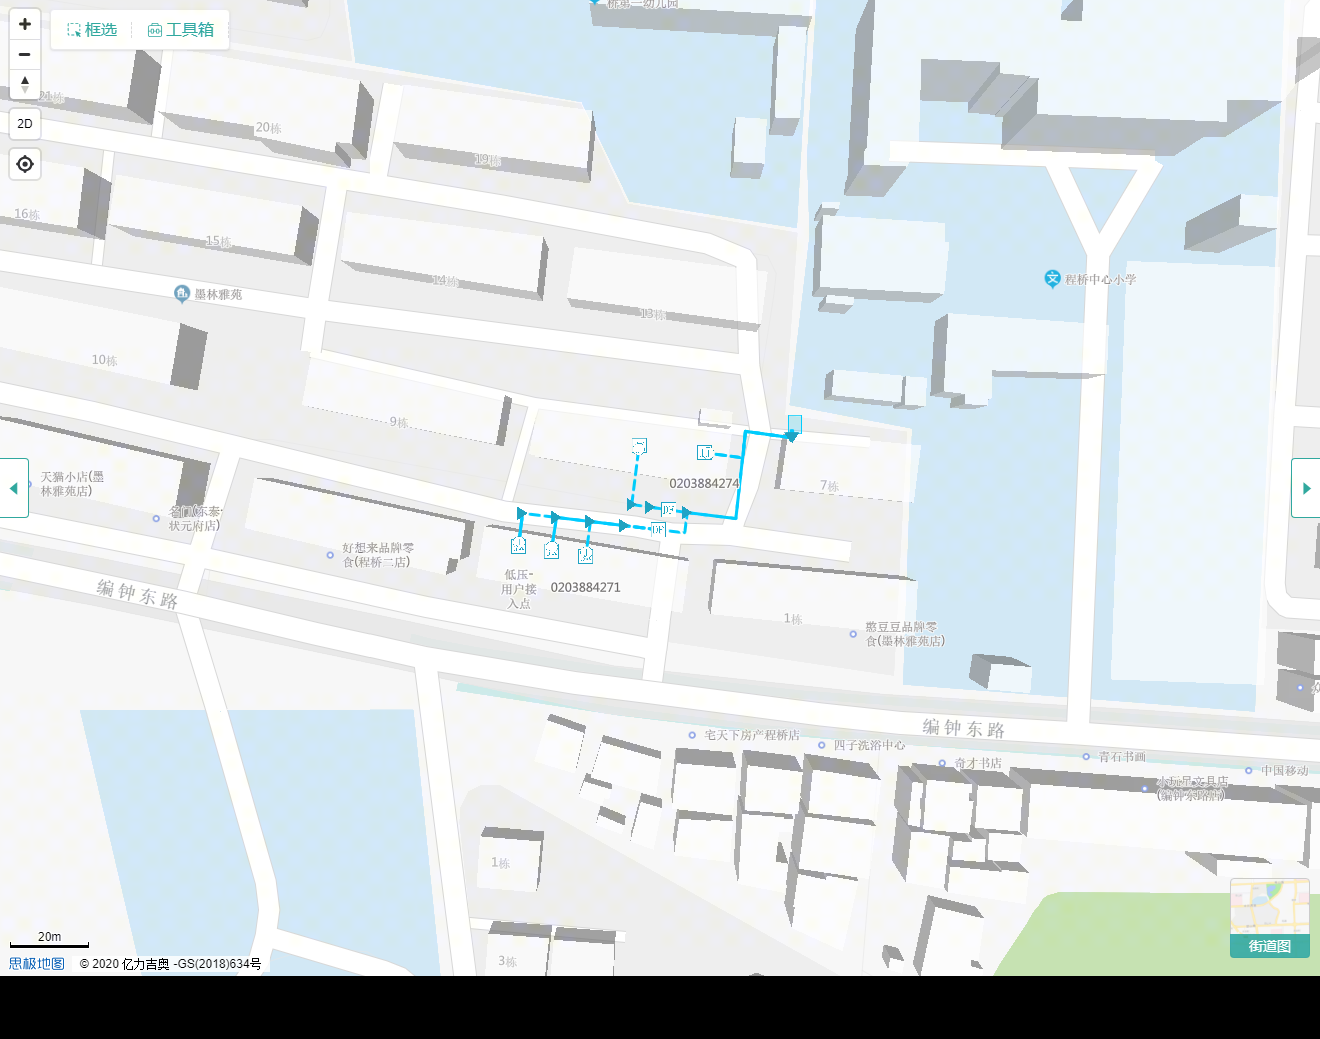 桥第一幼儿园
框选
工具箱
2D
21栋
20栋
19栋
16栋
15栋
14栋
13栋
墨林雅苑
程桥中心小学
10栋
9栋
7栋
0203884274
天猫小店(墨
林雅苑店)
名门(东泰·
状元府店)
好想来品牌零
食(程桥二店)
DF
DF
低压-
用户接
入点
0203884271
1栋
憨豆豆品牌零
食(墨林雅苑店)
编钟东路
编钟东路
宅天下房产程桥店
四子洗浴中心
奇才书店
青石书画
中国移动
小玩星文具店
(编钟东路店)
1栋
3栋
20m
思极地图
© 2020 亿力吉奥 -GS(2018)634号
街道图